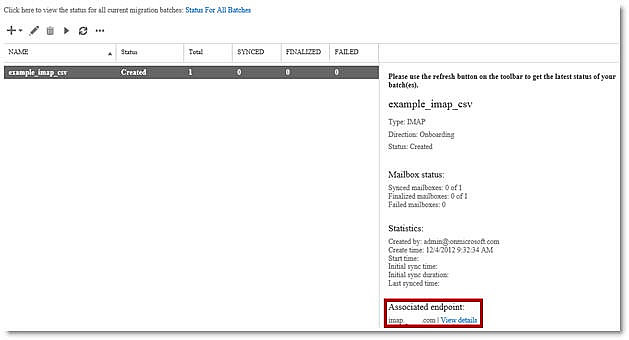 Click here to view the status for all current migration batches: Status For All Batches
NAME Status Total SYNCED FINALIZED FAILED
example_imap_csv Created 1 0 0 0
Please use the refresh button on the toolbar to get the latest status of your
batch(es).
example_imap_csv
Type: IMAP
Direction: Onboarding
Status: Created
Mailbox status:
Synced mailboxes: 0 of 1
Finalized mailboxes: 0 of 1
Failed mailboxes: 0
Statistics:
Created by: admin@onmicrosoft.com
Create time: 12/4/2012 9:32:34 AM
Start time:
Initial sync time:
Initial sync duration:
Last synced time:
Associated endpoint:
imap. .com | View details